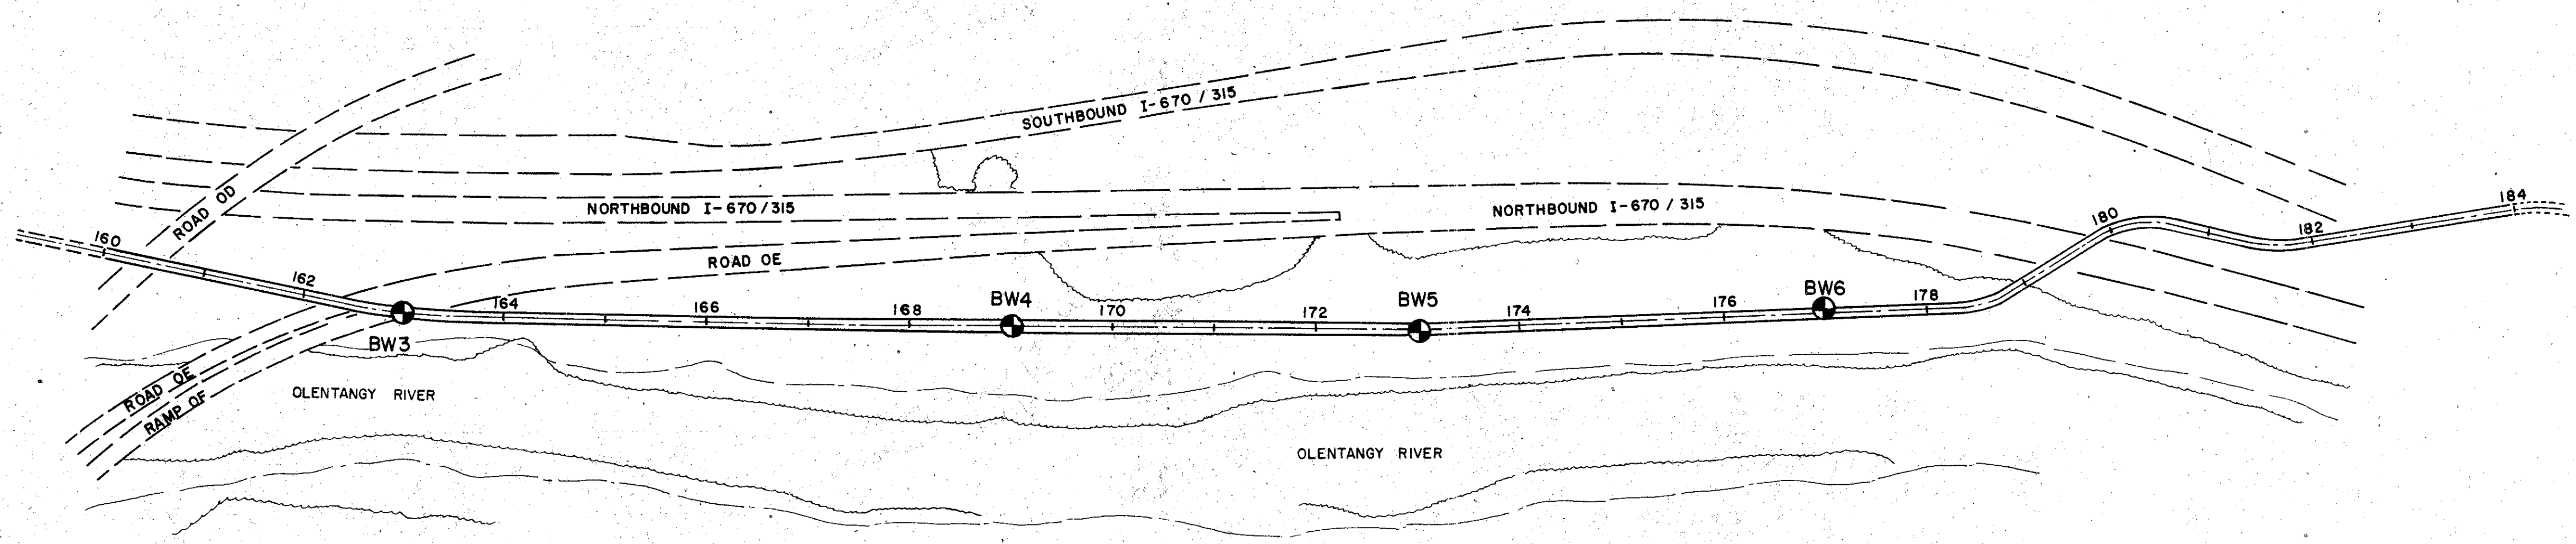 SOUTHBOUND I-670 / 315
ROAD OD
NORTHBOUND I-670/315
NORTHBOUND I-670 / 315
184
180
182
160
ROAD OE
162
164
166
168
BW4
170
172
BW5
174
176
BW6
178
BW3
ROAD OE
RAMP OF
OLENTANGY RIVER
OLENTANGY RIVER